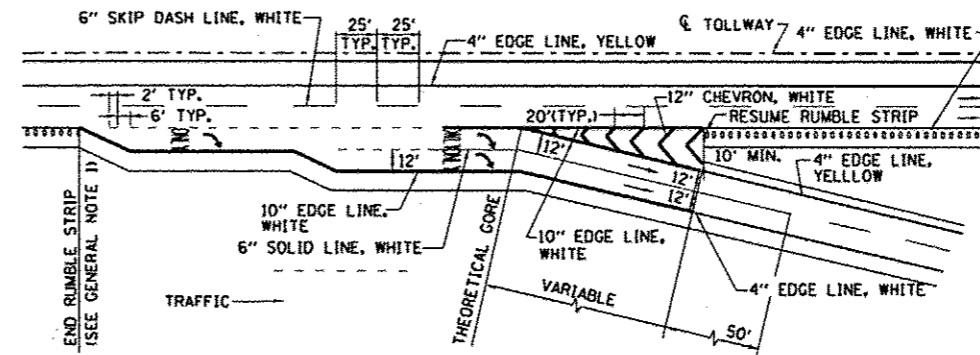 6" SKIP DASH LINE, WHITE
25'
TYP.
25'
TYP.
4" EDGE LINE, YELLOW
℄ TOLLWAY
4" EDGE LINE, WHITE
2' TYP.
6' TYP.
20'(TYP.)
12" CHEVRON, WHITE
RESUME RUMBLE STRIP
12'
12'
10' MIN.
4" EDGE LINE,
YELLLOW
12'
12'
10" EDGE LINE,
WHITE
6" SOLID LINE, WHITE
10" EDGE LINE,
WHITE
4" EDGE LINE, WHITE
END RUMBLE STRIP
(SEE GENERAL NOTE 1)
TRAFFIC
THEORETICAL GORE
VARIABLE
50'